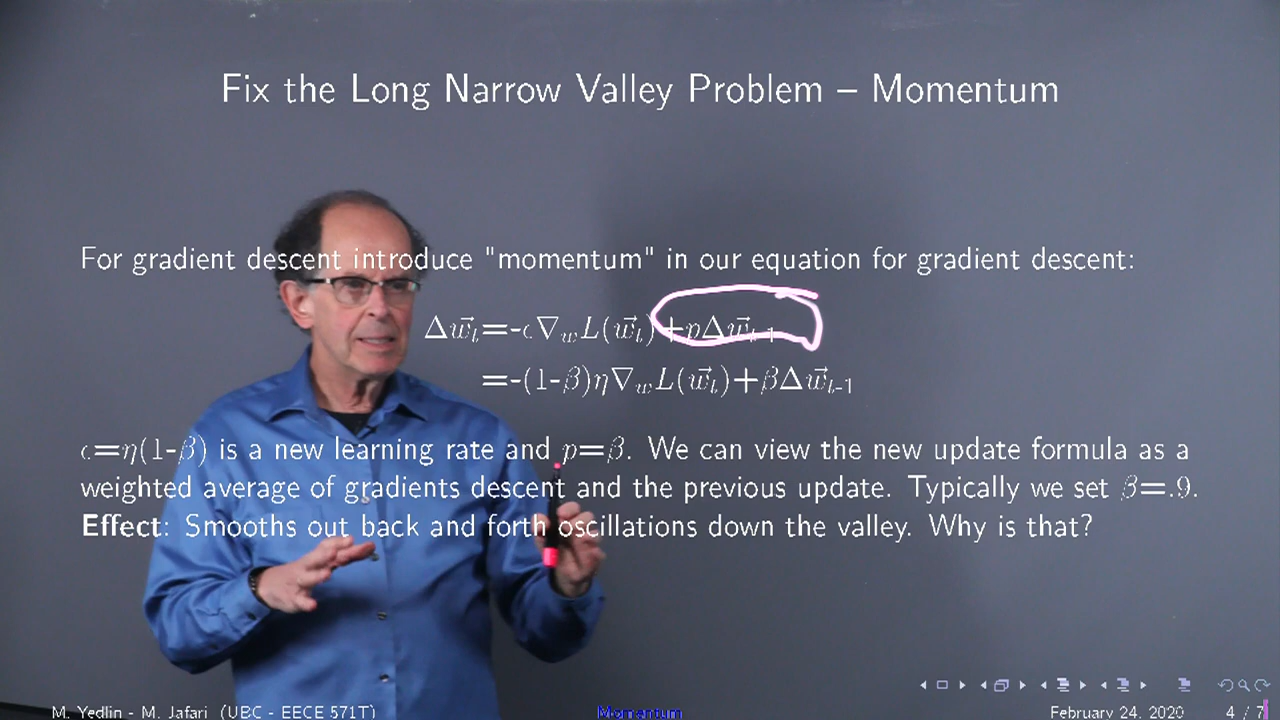 Fix the Long Narrow Valley Problem – Momentum
For gradient descent introduce "momentum" in our equation for gradient descent:
Δw⃗ₜ=-ϵ∇_wL(w⃗ₜ)+pΔw⃗ₜ₋₁
=-(1-β)η∇_wL(w⃗ₜ)+βΔw⃗ₜ₋₁
ϵ=η(1-β) is a new learning rate and p=β. We can view the new update formula as a
weighted average of gradients descent and the previous update. Typically we set β=.9.
Effect: Smooths out back and forth oscillations down the valley. Why is that?
M. Yedlin - M. Jafari (UBC - EECE 571T) Momentum February 24, 2020 4 / 7